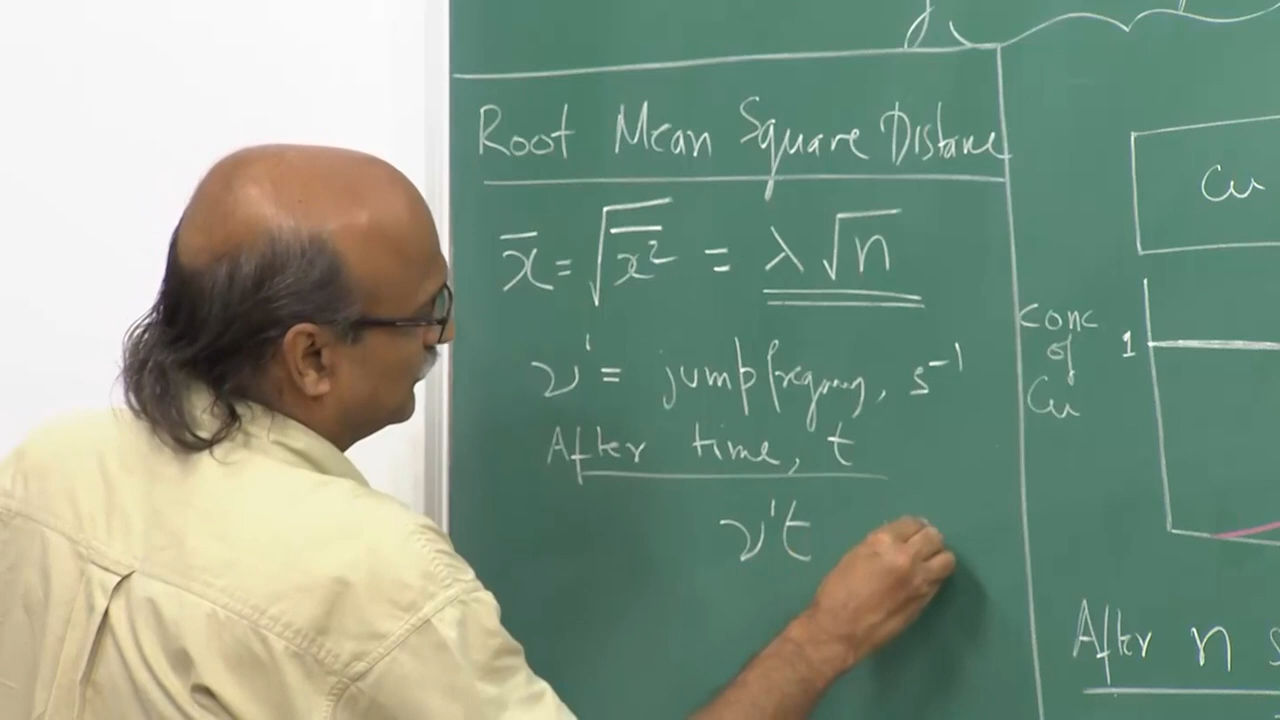 Root Mean Square Distance
x̄ = √x̄² = λ√n
ν' = jump frequency, s⁻¹
After time, t
ν't
Cu
conc
of
Cu
1
After n